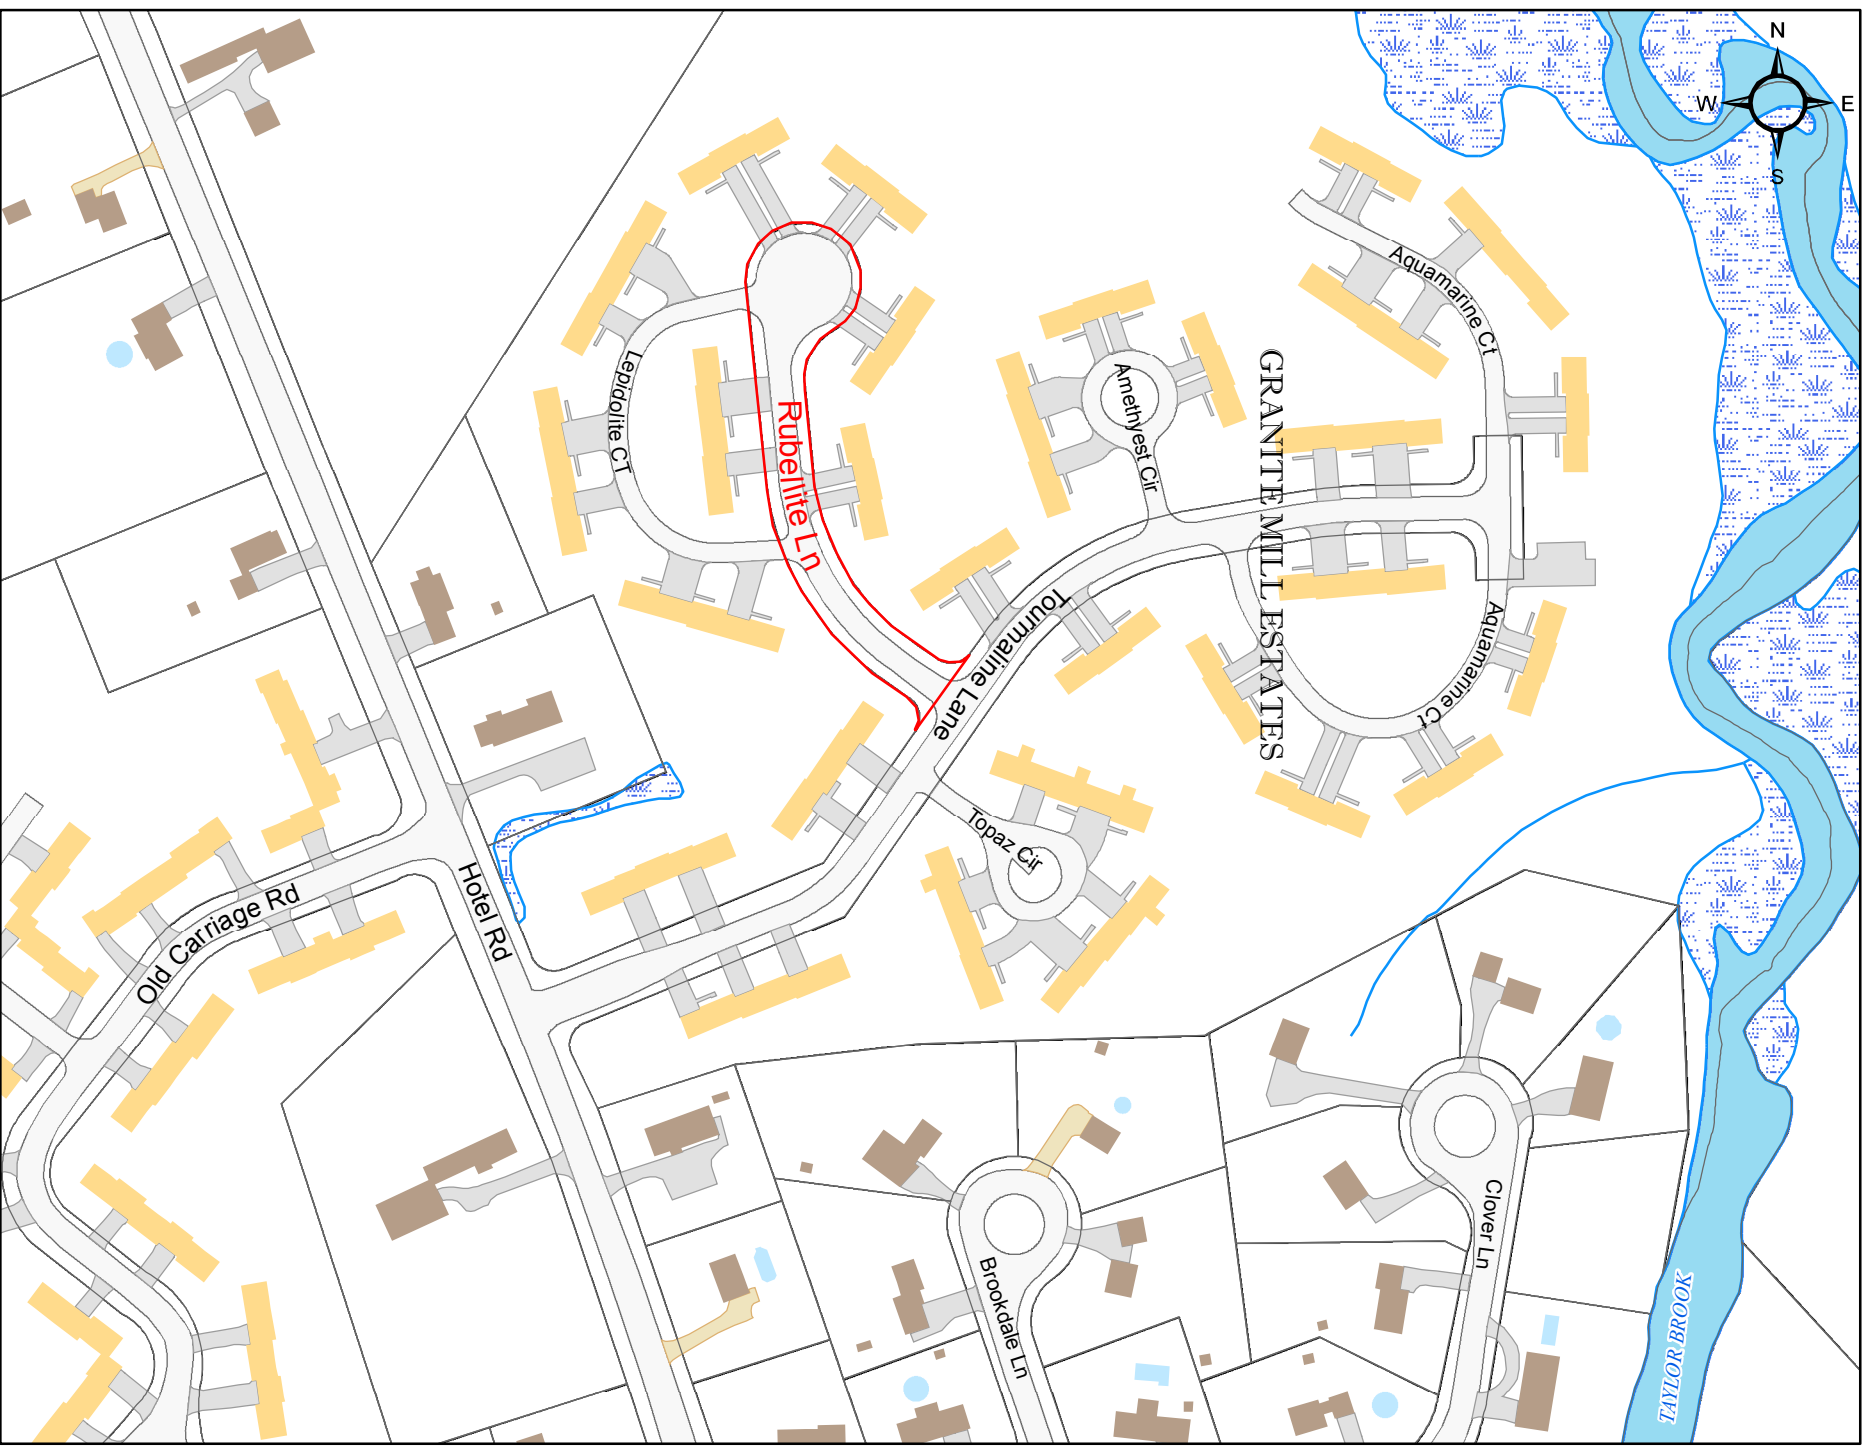 N
W
E
S
Aquamarine Ct
Lepidolite CT
Rubellite Ln
Amethyest Cir
GRANITE MILL ESTATES
Tourmaline Lane
Aquamarine Ct
Topaz Cir
Hotel Rd
Old Carriage Rd
Clover Ln
Brookdale Ln
TAYLOR BROOK